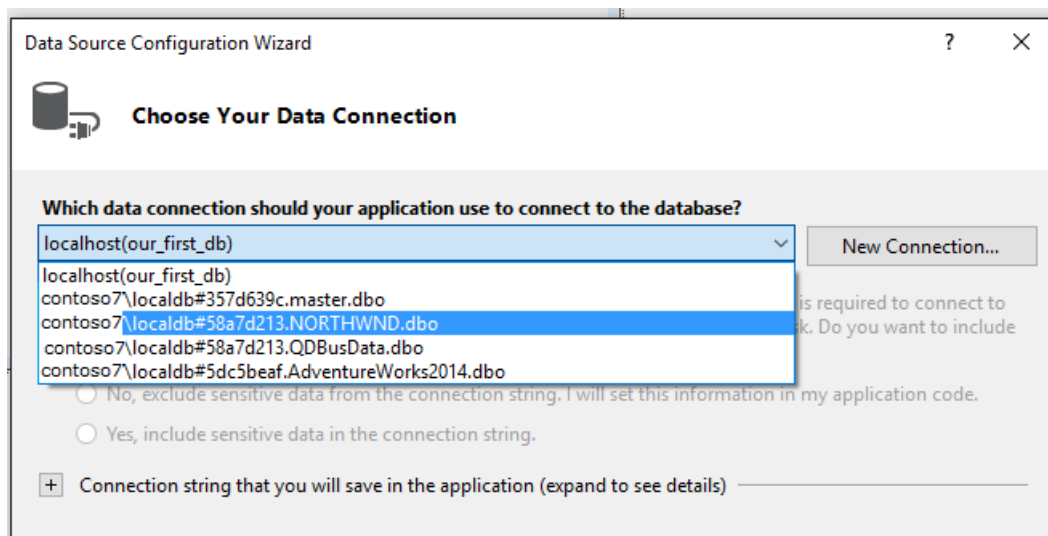 Data Source Configuration Wizard ?
Choose Your Data Connection
Which data connection should your application use to connect to the database?
localhost(our_first_db)
New Connection...
localhost(our_first_db)
contoso7\localdb#357d639c.master.dbo
is required to connect to
contoso7\localdb#58a7d213.NORTHWND.dbo
k. Do you want to include
contoso7\localdb#58a7d213.QDBusData.dbo
contoso7\localdb#5dc5beaf.AdventureWorks2014.dbo
No, exclude sensitive data from the connection string. I will set this information in my application code.
Yes, include sensitive data in the connection string.
+ Connection string that you will save in the application (expand to see details)